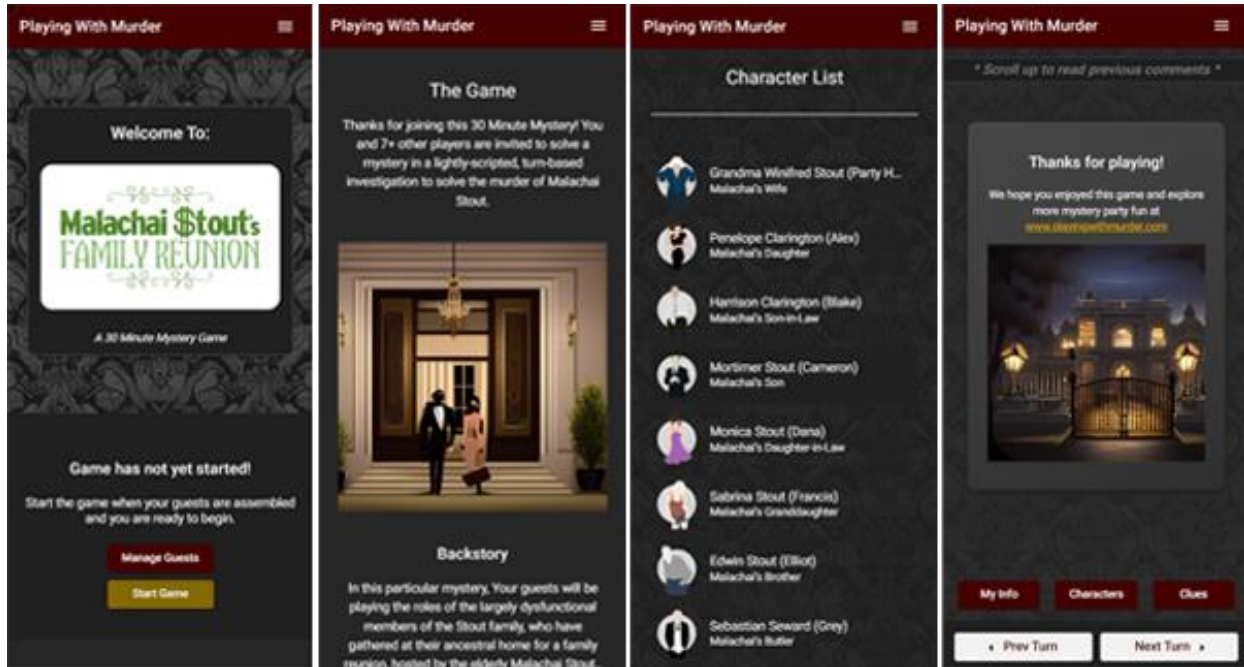 Playing With Murder
Welcome To:
Malachai $tout's
FAMILY REUNION
A 30 Minute Mystery Game
Game has not yet started!
Start the game when your guests are assembled
and you are ready to begin.
Manage Guests
Start Game
Playing With Murder
The Game
Thanks for joining this 30 Minute Mystery! You
and 7+ other players are invited to solve a
mystery in a lightly-scripted, turn-based
investigation to solve the murder of Malachai
Stout.
Backstory
In this particular mystery, Your guests will be
playing the roles of the largely dysfunctional
members of the Stout family, who have
gathered at their ancestral home for a family
reunion, hosted by the elderly Malachai Stout.
Playing With Murder
Character List
Grandma Winifred Stout (Party H...
Malachai's Wife
Penelope Clarington (Alex)
Malachai's Daughter
Harrison Clarington (Blake)
Malachai's Son-in-Law
Mortimer Stout (Cameron)
Malachai's Son
Monica Stout (Dana)
Malachai's Daughter-in-Law
Sabrina Stout (Francis)
Malachai's Granddaughter
Edwin Stout (Elliot)
Malachai's Brother
Sebastian Seward (Grey)
Malachai's Butler
Playing With Murder
* Scroll up to read previous comments *
Thanks for playing!
We hope you enjoyed this game and explore
more mystery party fun at
www.playingwithmurder.com
My Info
Characters
Clues
Prev Turn
Next Turn